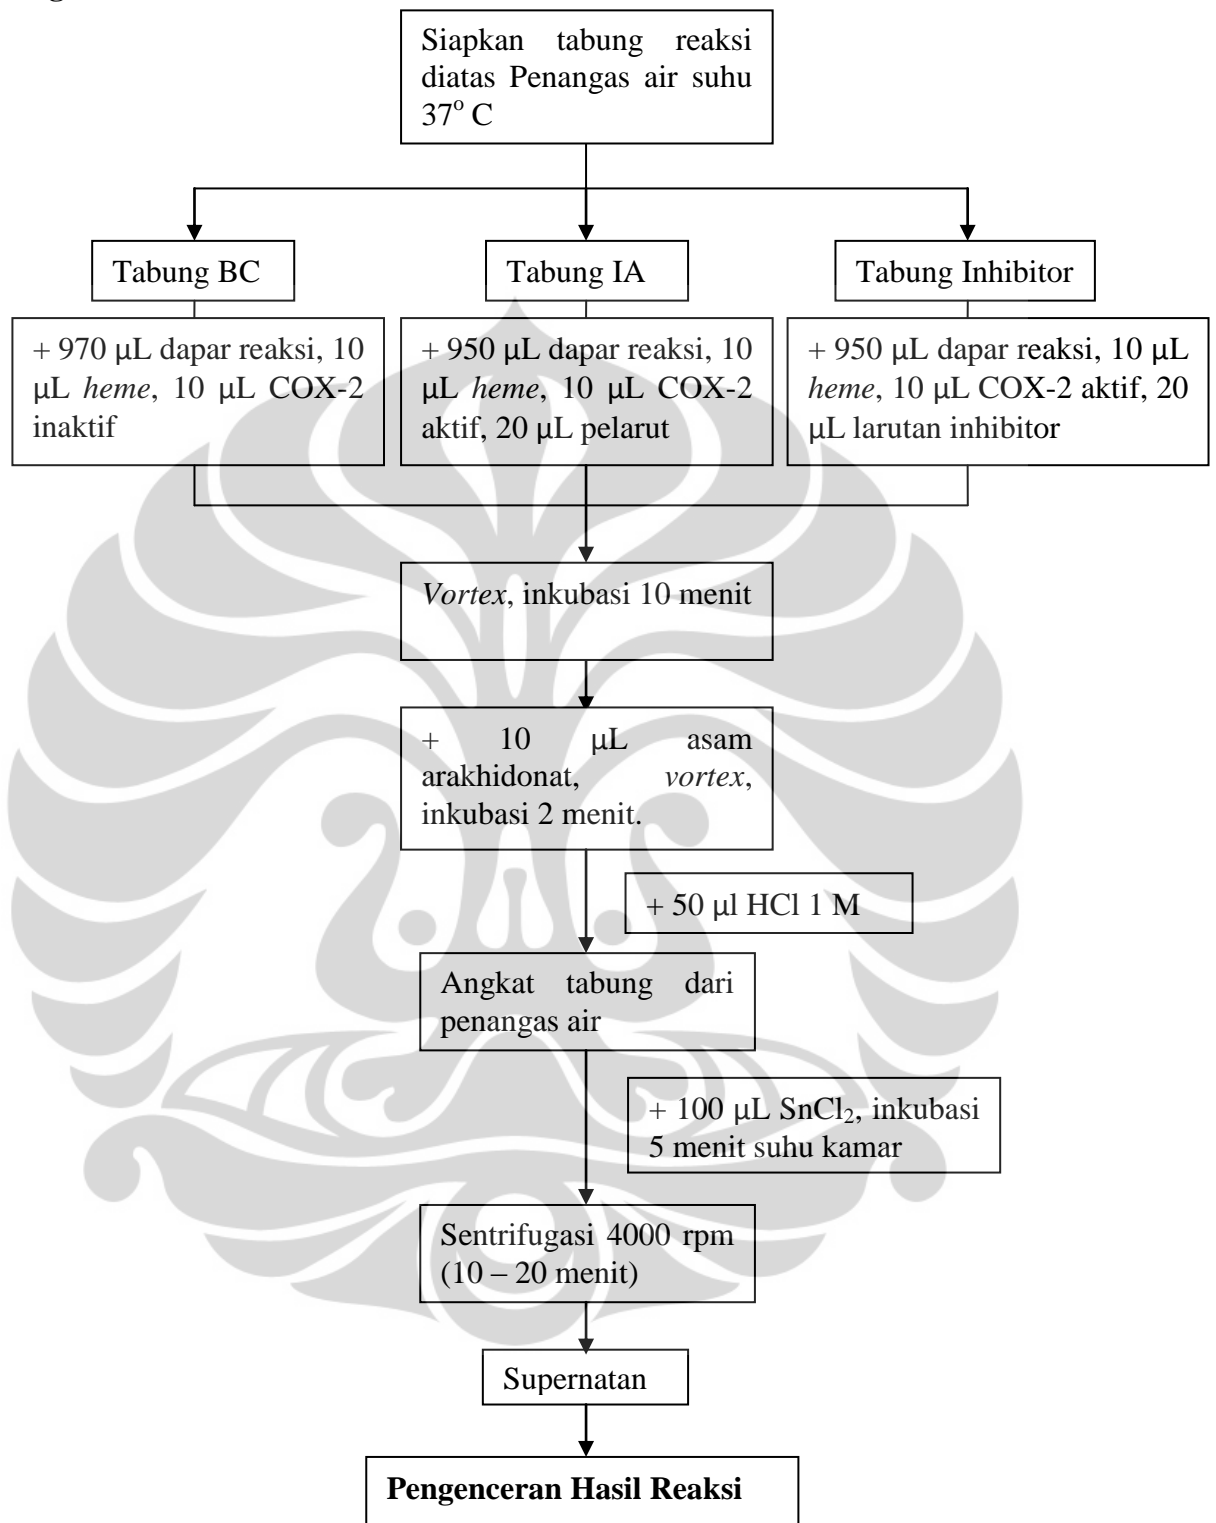 Siapkan tabung reaksi
diatas Penangas air suhu
37° C
Tabung BC
Tabung IA
Tabung Inhibitor
+ 970 µL dapar reaksi, 10
µL heme, 10 µL COX-2
inaktif
+ 950 µL dapar reaksi, 10
µL heme, 10 µL COX-2
aktif, 20 µL pelarut
+ 950 µL dapar reaksi, 10 µL
heme, 10 µL COX-2 aktif, 20
µL larutan inhibitor
Vortex, inkubasi 10 menit
+ 10 µL asam
arakhidonat, vortex,
inkubasi 2 menit.
+ 50 µl HCl 1 M
Angkat tabung dari
penangas air
+ 100 µL SnCl₂, inkubasi
5 menit suhu kamar
Sentrifugasi 4000 rpm
(10 – 20 menit)
Supernatan
Pengenceran Hasil Reaksi